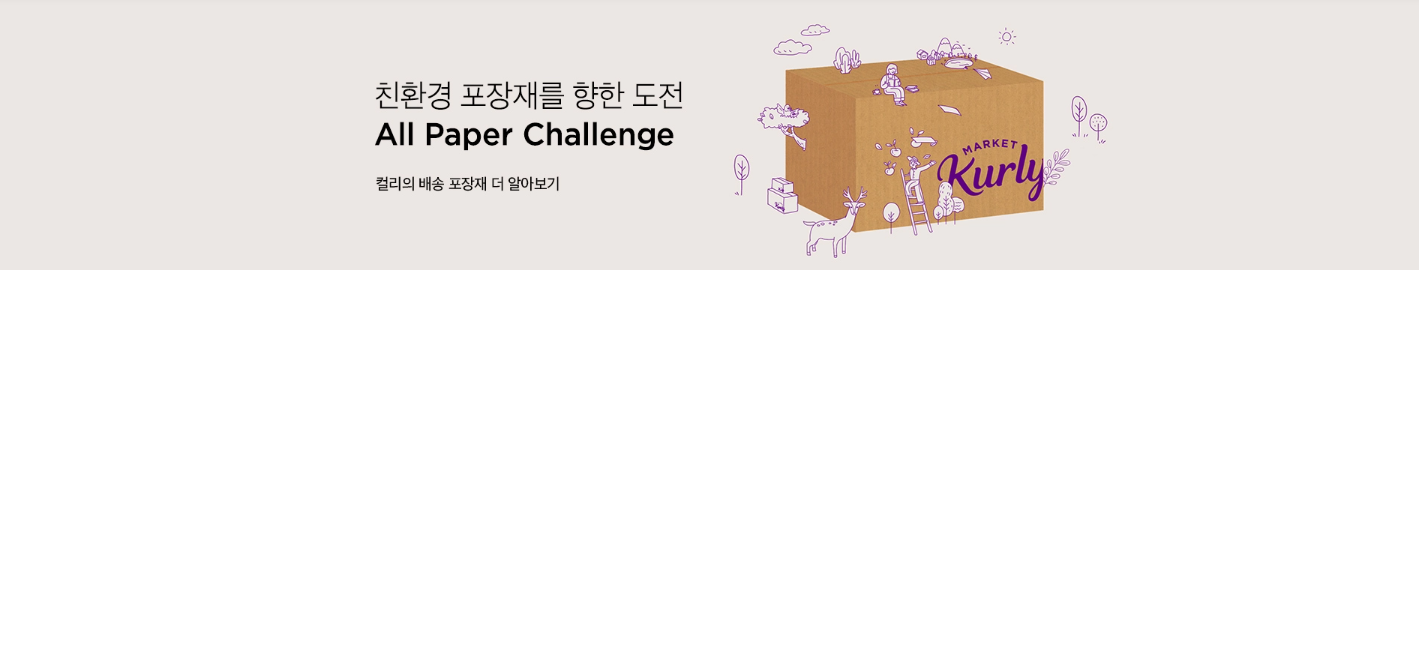 친환경 포장재를 향한 도전
All Paper Challenge
컬리의 배송 포장재 더 알아보기
MARKET
Kurly